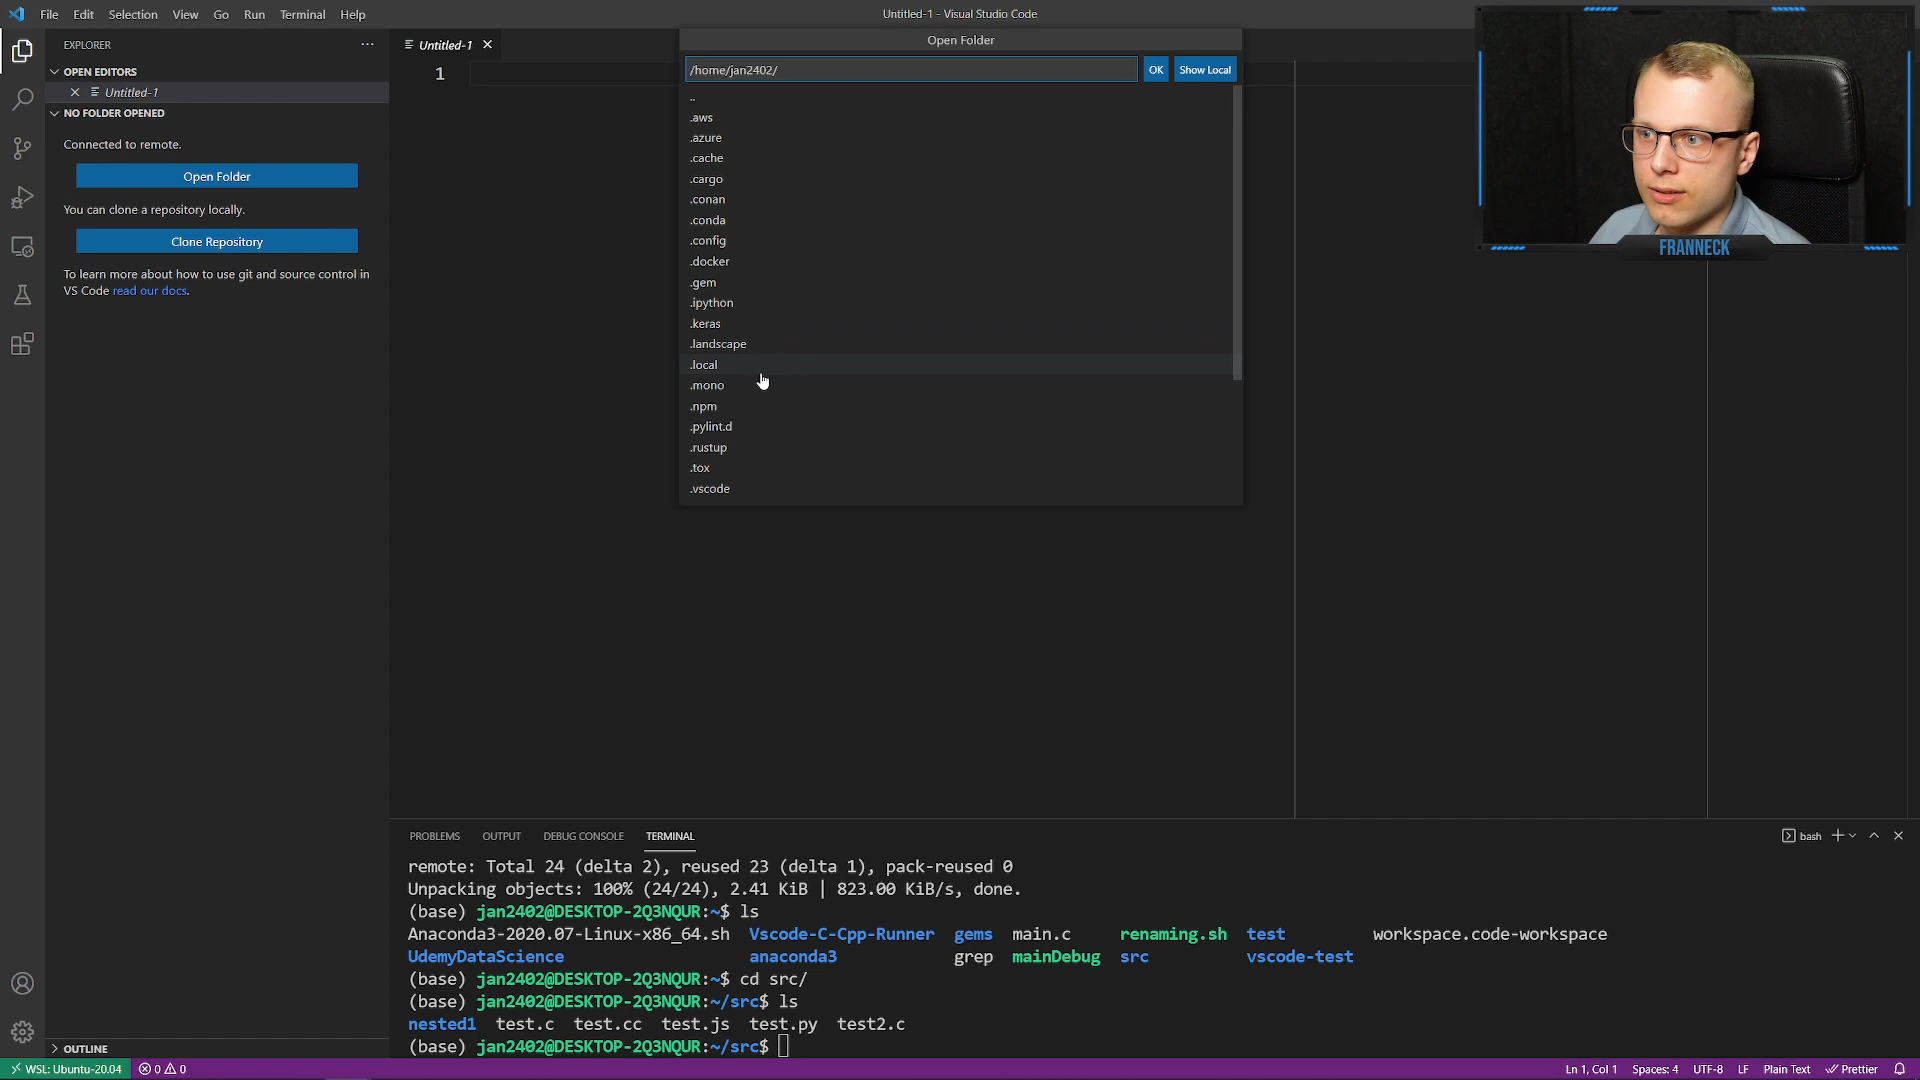 File Edit Selection View Go Run Terminal Help
Untitled-1 - Visual Studio Code
EXPLORER
OPEN EDITORS
Untitled-1
NO FOLDER OPENED
Connected to remote.
Open Folder
You can clone a repository locally.
Clone Repository
To learn more about how to use git and source control in
VS Code read our docs.
OUTLINE
Untitled-1
1
Open Folder
/home/jan2402/
OK
Show Local
..
.aws
.azure
.cache
.cargo
.conan
.conda
.config
.docker
.gem
.ipython
.keras
.landscape
.local
.mono
.npm
.pylint.d
.rustup
.tox
.vscode
FRANNECK
PROBLEMS OUTPUT DEBUG CONSOLE TERMINAL
bash
remote: Total 24 (delta 2), reused 23 (delta 1), pack-reused 0
Unpacking objects: 100% (24/24), 2.41 KiB | 823.00 KiB/s, done.
(base) jan2402@DESKTOP-2Q3NQUR:~$ ls
Anaconda3-2020.07-Linux-x86_64.sh Vscode-C-Cpp-Runner gems main.c renaming.sh test workspace.code-workspace
UdemyDataScience anaconda3 grep mainDebug src vscode-test
(base) jan2402@DESKTOP-2Q3NQUR:~$ cd src/
(base) jan2402@DESKTOP-2Q3NQUR:~/src$ ls
nested1 test.c test.cc test.js test.py test2.c
(base) jan2402@DESKTOP-2Q3NQUR:~/src$
WSL: Ubuntu-20.04 0 0
Ln 1, Col 1 Spaces: 4 UTF-8 LF Plain Text Prettier